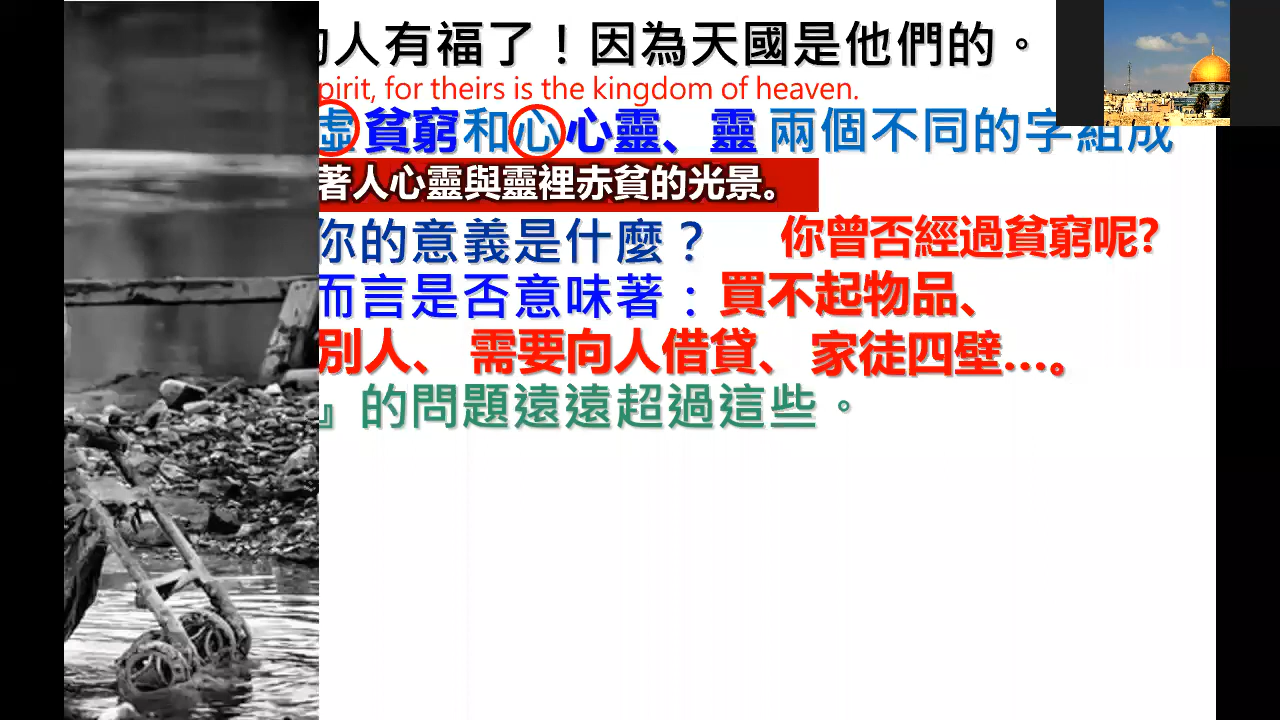 人有福了！因為天國是他們的。
pirit, for theirs is the kingdom of heaven.
虛貧窮和心心靈、靈兩個不同的字組成
著人心靈與靈裡赤貧的光景。
你的意義是什麼？ 你曾否經過貧窮呢?
而言是否意味著：買不起物品、
別人、需要向人借貸、家徒四壁…。
』的問題遠遠超過這些。